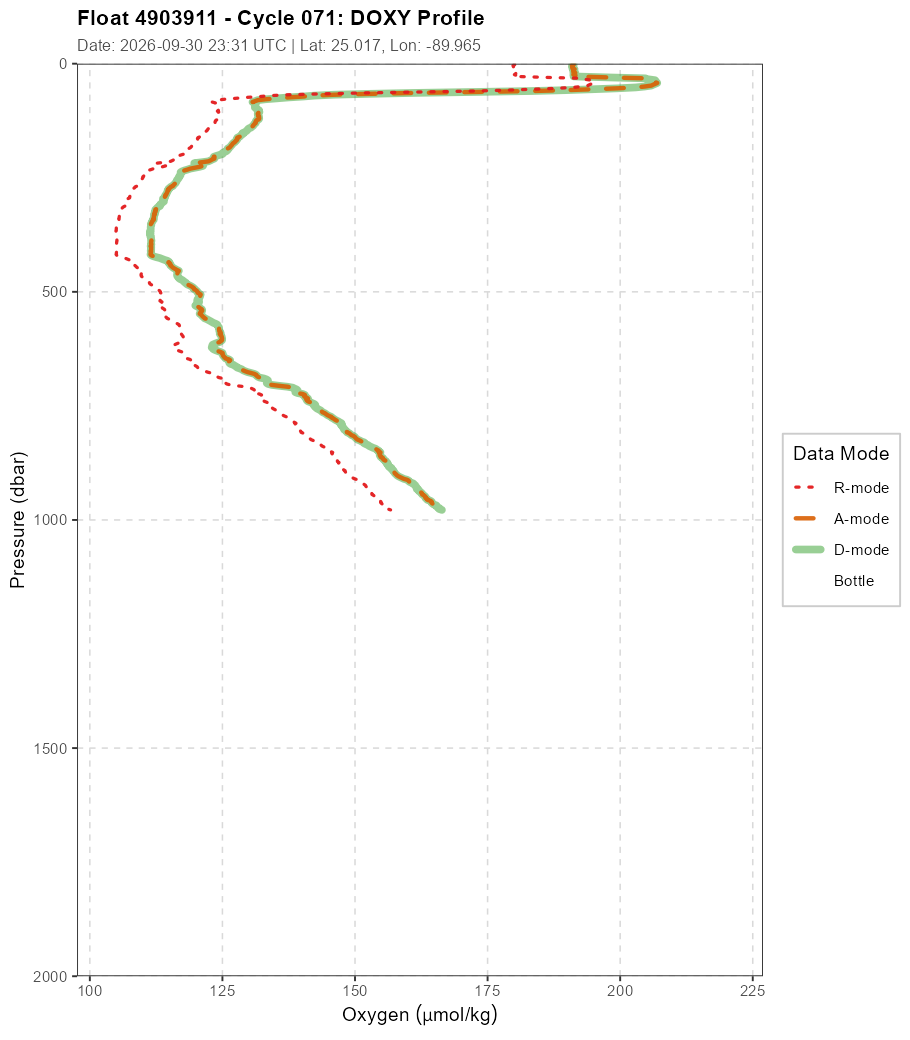 Float 4903911 - Cycle 071: DOXY Profile
Date: 2026-09-30 23:31 UTC | Lat: 25.017, Lon: -89.965
0
500
1000
1500
2000
Pressure (dbar)
100 125 150 175 200 225
Oxygen (μmol/kg)
Data Mode
R-mode
A-mode
D-mode
Bottle